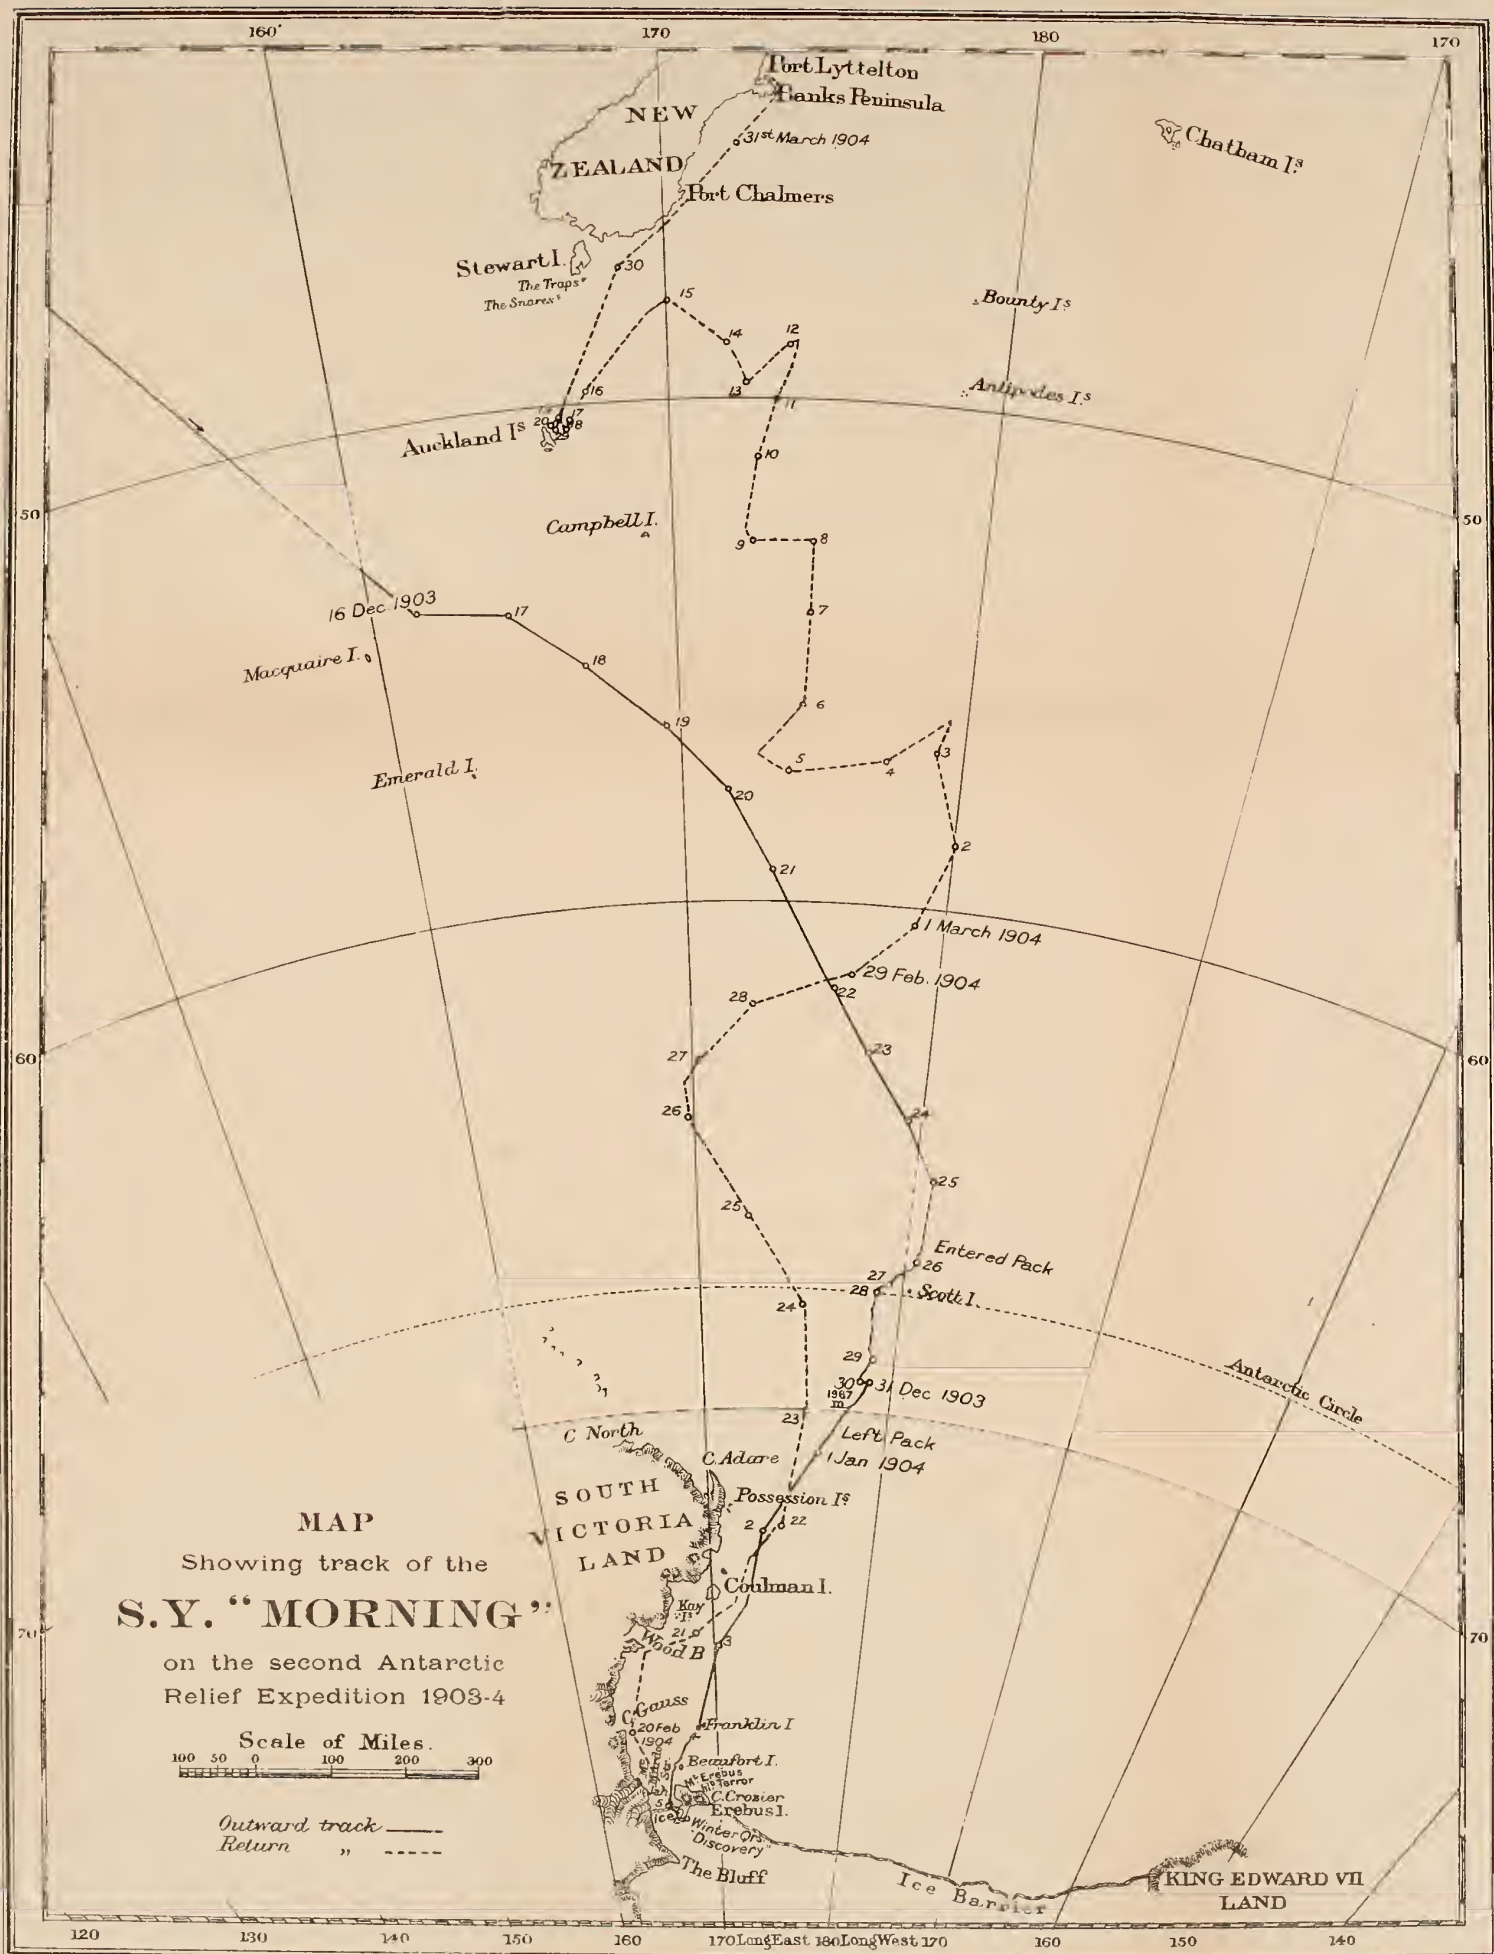 160°
170
180
170
Port Lyttelton
Banks Peninsula
NEW
ZEALAND
31st March 1904
Chatham Is.
Port Chalmers
Stewart I.
30
The Traps
The Snares
15
Bounty Is.
14
12
13
16
11
Antipodes Is.
17
20
18
Auckland Is
10
50
50
Campbell I.
9
8
16 Dec. 1903
17
7
Macquaire I.
18
6
19
3
5
4
Emerald I.
20
2
21
1 March 1904
29 Feb. 1904
28
22
27
23
60
60
26
24
25
25
Entered Pack
26
27
28
Scott I.
24
29
30
31 Dec 1903
1967
m
Antarctic Circle
23
C North
Left Pack
1 Jan 1904
C. Adare
SOUTH
VICTORIA
LAND
Possession Is
2
22
Coulman I.
Kay
Is
21
Wood B
3
70
70
MAP
Showing track of the
S.Y. “MORNING”
on the second Antarctic
Relief Expedition 1903-4
Scale of Miles.
100 50 0 100 200 300
Outward track
Return „
C. Gauss
20 Feb
1904
Franklin I
4
Beaufort I.
Mt. Erebus
Mt. Terror
C. Crozier
Erebus I.
5
Ice
Winter Qrs.
"Discovery"
The Bluff
Ice Barrier
KING EDWARD VII
LAND
120
130
140
150
160
170
Long East
180
Long West
170
160
150
140